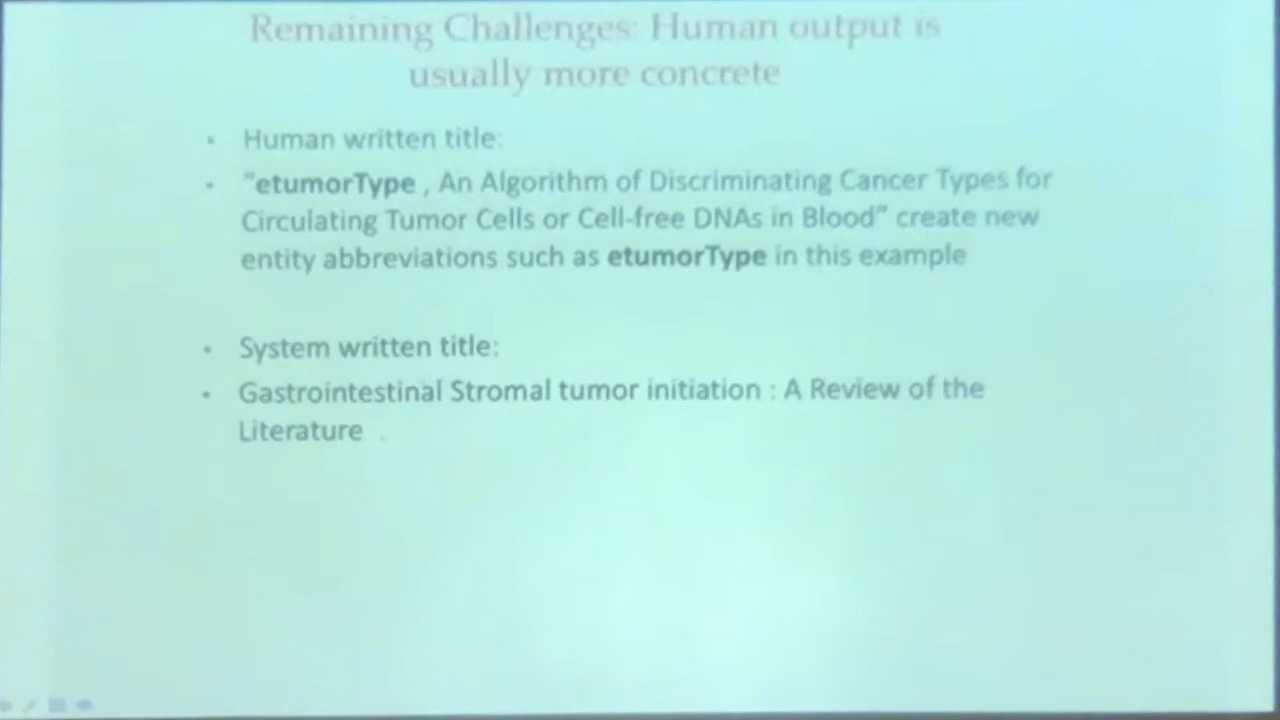 Remaining Challenges: Human output is
usually more concrete
• Human written title:
• "etumorType , An Algorithm of Discriminating Cancer Types for
Circulating Tumor Cells or Cell-free DNAs in Blood" create new
entity abbreviations such as etumorType in this example
• System written title:
• Gastrointestinal Stromal tumor initiation : A Review of the
Literature .